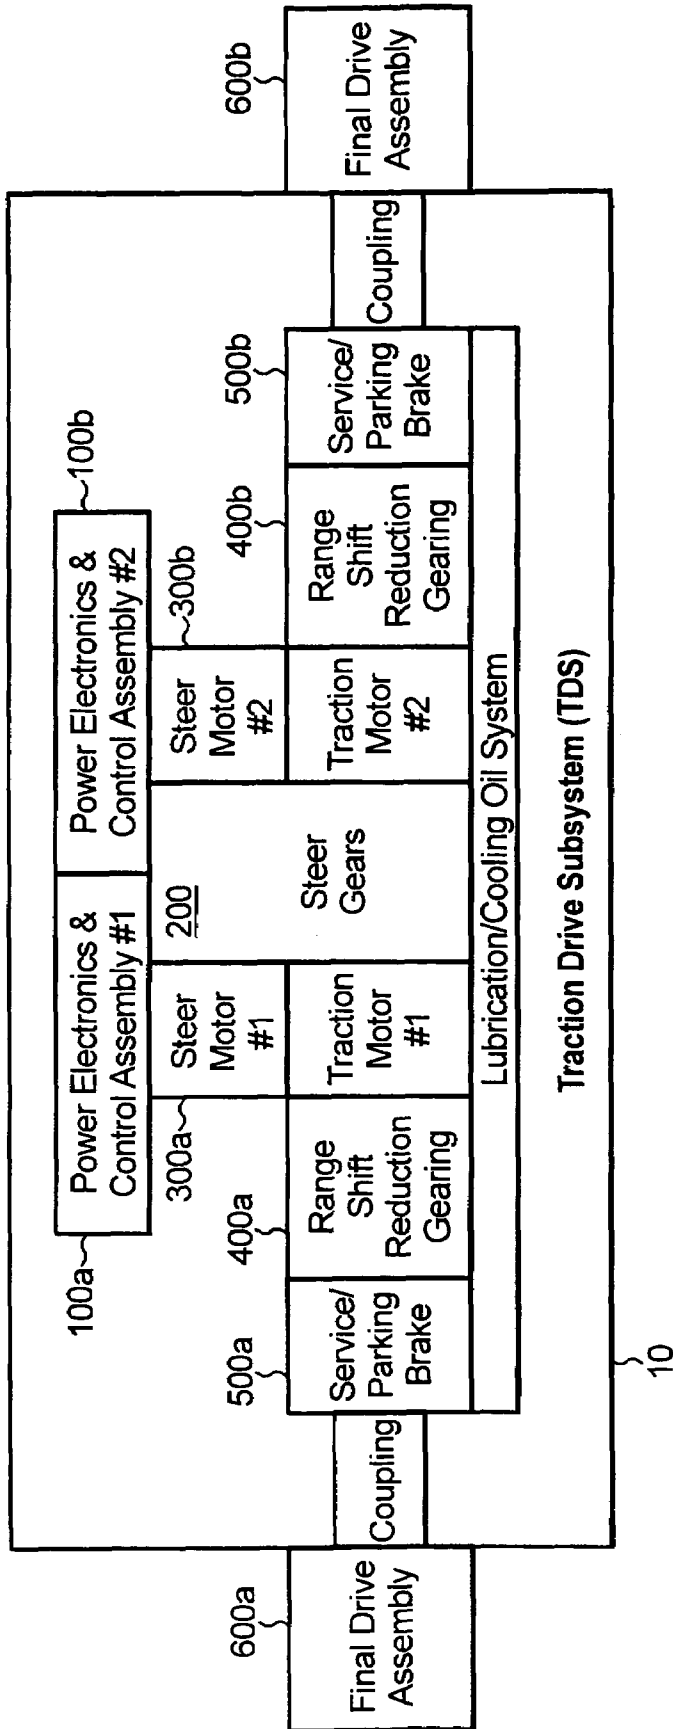 100a
Power Electronics &
Control Assembly #1
Power Electronics &
Control Assembly #2
100b
300a
Steer
Motor
#1
200
Steer
Gears
Steer
Motor
#2
300b
600a
Final Drive
Assembly
Coupling
500a
Service/
Parking
Brake
400a
Range
Shift
Reduction
Gearing
Traction
Motor
#1
Traction
Motor
#2
400b
Range
Shift
Reduction
Gearing
500b
Service/
Parking
Brake
Coupling
600b
Final Drive
Assembly
Lubrication/Cooling Oil System
Traction Drive Subsystem (TDS)
10